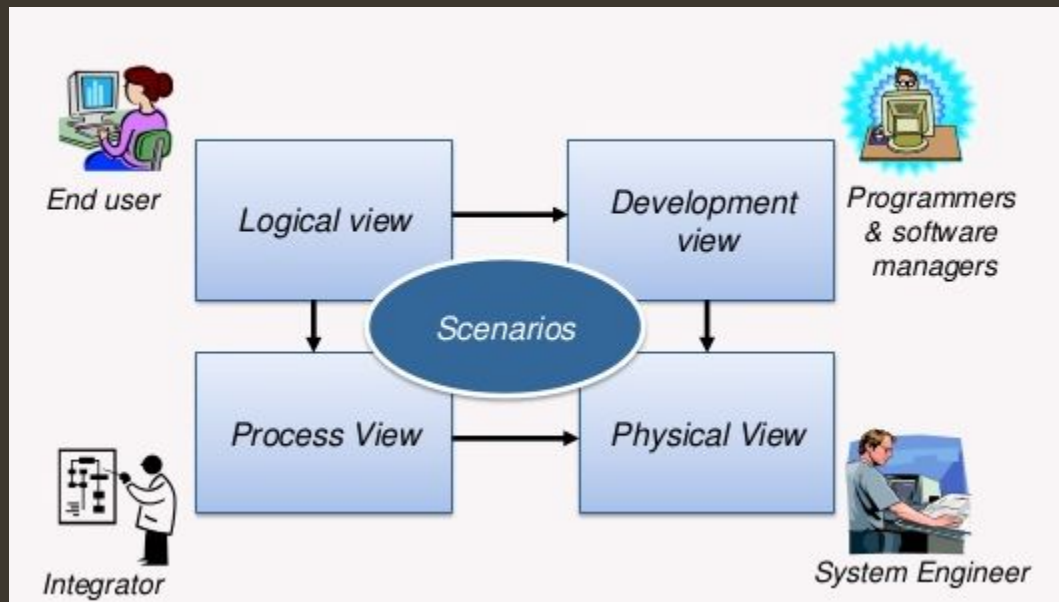 End user
Logical view
Development
view
Programmers
& software
managers
Scenarios
Process View
Physical View
Integrator
System Engineer